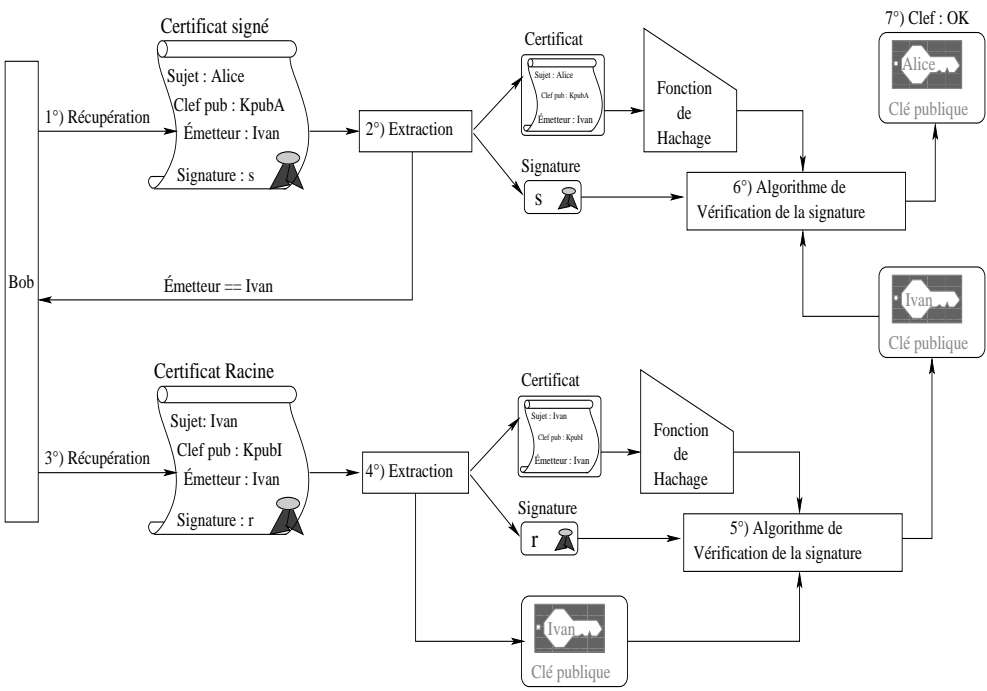 7°) Clef : OK
Certificat signé
Sujet : Alice
Clef pub : KpubA
Émetteur : Ivan
Signature : s
1°) Récupération
2°) Extraction
Certificat
Sujet : Alice
Clef pub : KpubA
Émetteur : Ivan
Signature
s
Fonction
de
Hachage
6°) Algorithme de
Vérification de la signature
Alice
Clé publique
Bob
Émetteur == Ivan
Ivan
Clé publique
Certificat Racine
Sujet: Ivan
Clef pub : KpubI
Émetteur : Ivan
Signature : r
3°) Récupération
4°) Extraction
Certificat
Sujet : Ivan
Clef pub : KpubI
Émetteur : Ivan
Signature
r
Fonction
de
Hachage
5°) Algorithme de
Vérification de la signature
Ivan
Clé publique